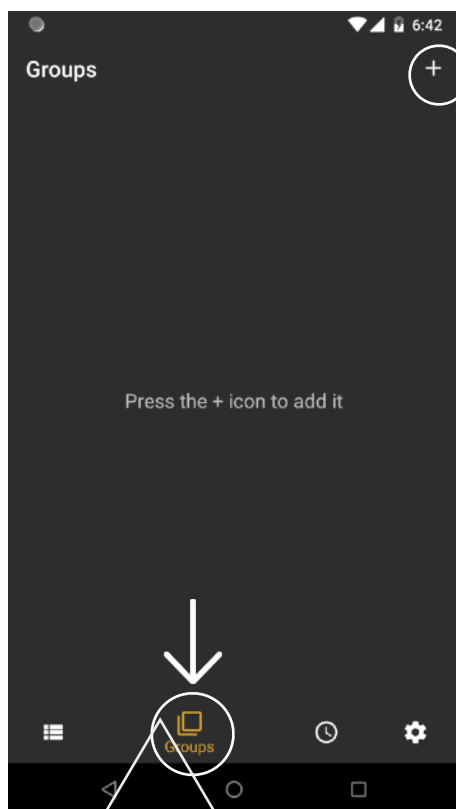 6:42
Groups
+
Press the + icon to add it
Groups